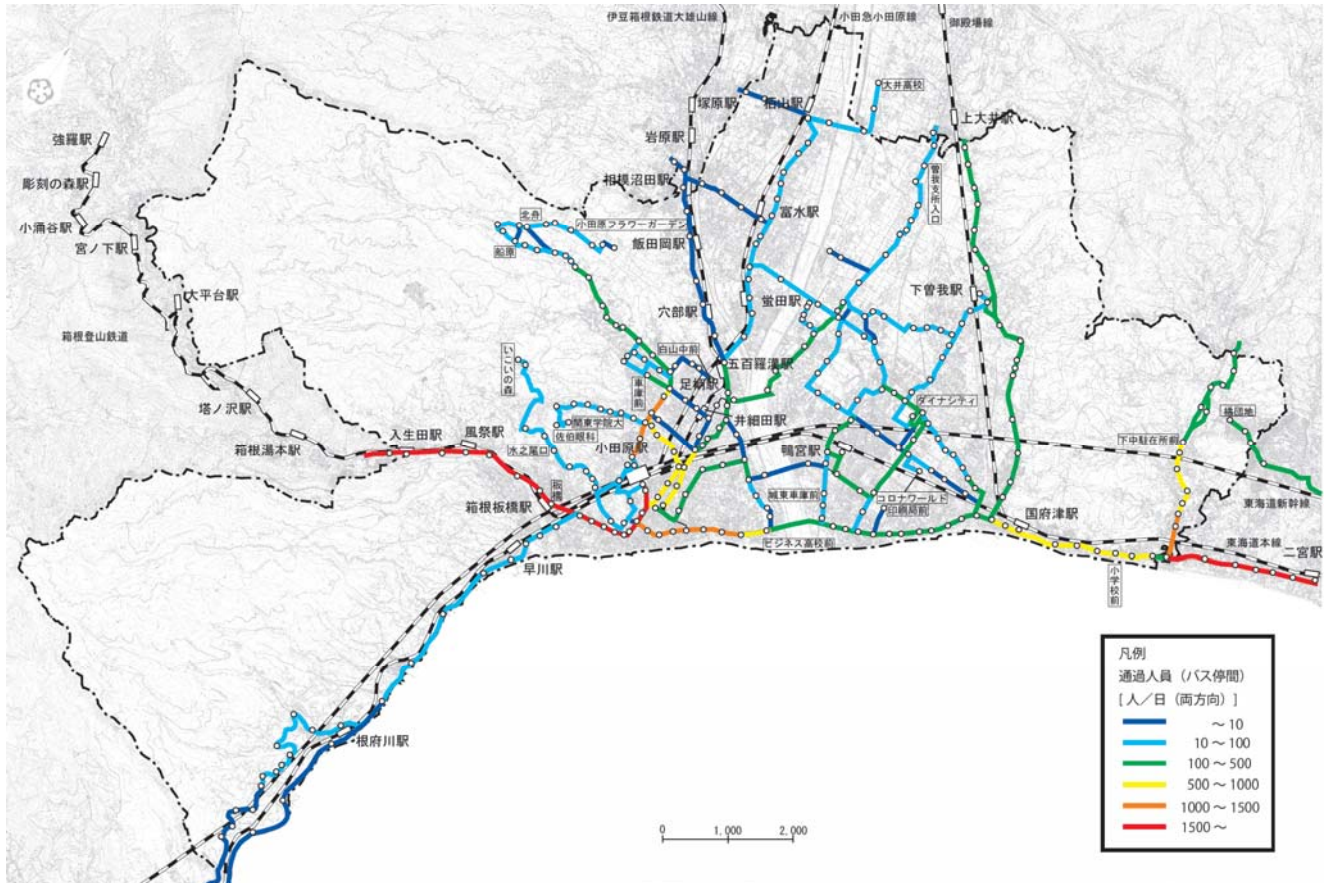 伊豆箱根鉄道大雄山線
小田急小田原線
御殿場線
大井高校
塚原駅
栢山駅
上大井駅
強羅駅
岩原駅
彫刻の森駅
相模沼田駅
曽我支所入口
小涌谷駅
北舟
小田原フラワーガーデン
富水駅
宮ノ下駅
船原
飯田岡駅
大平台駅
蛍田駅
下曽我駅
穴部駅
箱根登山鉄道
いこいの森
白山中前
五百羅漢駅
車庫前
足柄駅
塔ノ沢駅
ダイナシティ
橘団地
関東学院大
井細田駅
入生田駅
風祭駅
佐伯眼科
下中駐在所前
箱根湯本駅
水之尾口
小田原駅
鴨宮駅
板橋
城東車庫前
コロナワールド
東海道新幹線
箱根板橋駅
印刷局前
国府津駅
ビジネス高校前
東海道本線
二宮駅
早川駅
小学校前
根府川駅
凡例
通過人員（バス停間）
[人／日（両方向）]
～10
10～100
100～500
500～1000
1000～1500
1500～
0 1,000 2,000